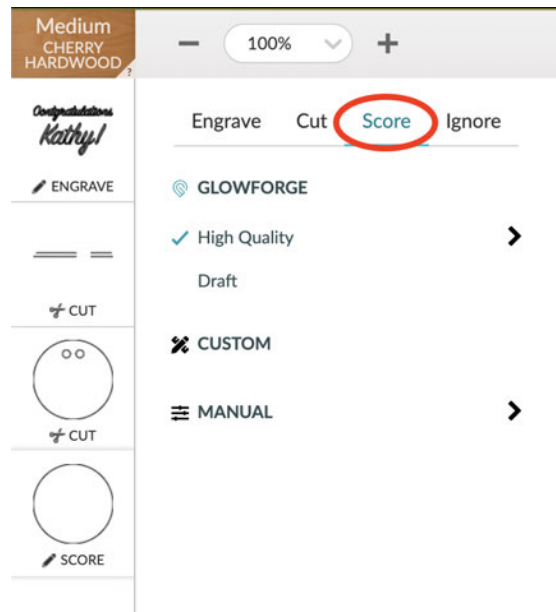 Medium
CHERRY
HARDWOOD
?
100%
Congratulations
Kathy!
ENGRAVE
CUT
CUT
SCORE
Engrave Cut Score Ignore
GLOWFORGE
High Quality
Draft
CUSTOM
MANUAL